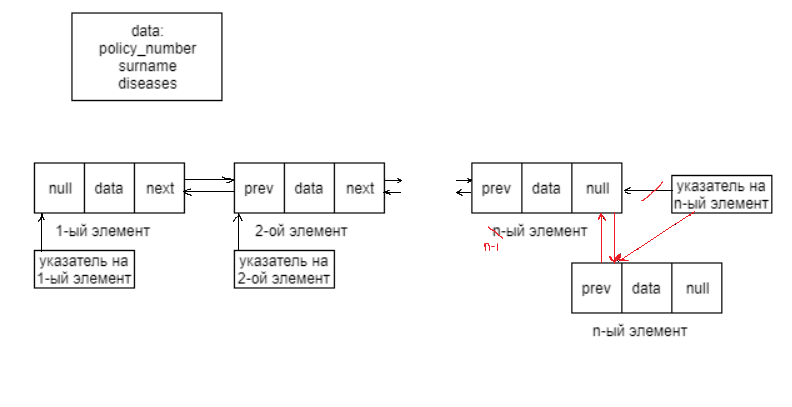 data:
policy_number
surname
diseases
null data next
prev data next
prev data null
указатель на
n-ый элемент
1-ый элемент
2-ой элемент
n-ый элемент
n-1
указатель на
1-ый элемент
указатель на
2-ой элемент
prev data null
n-ый элемент